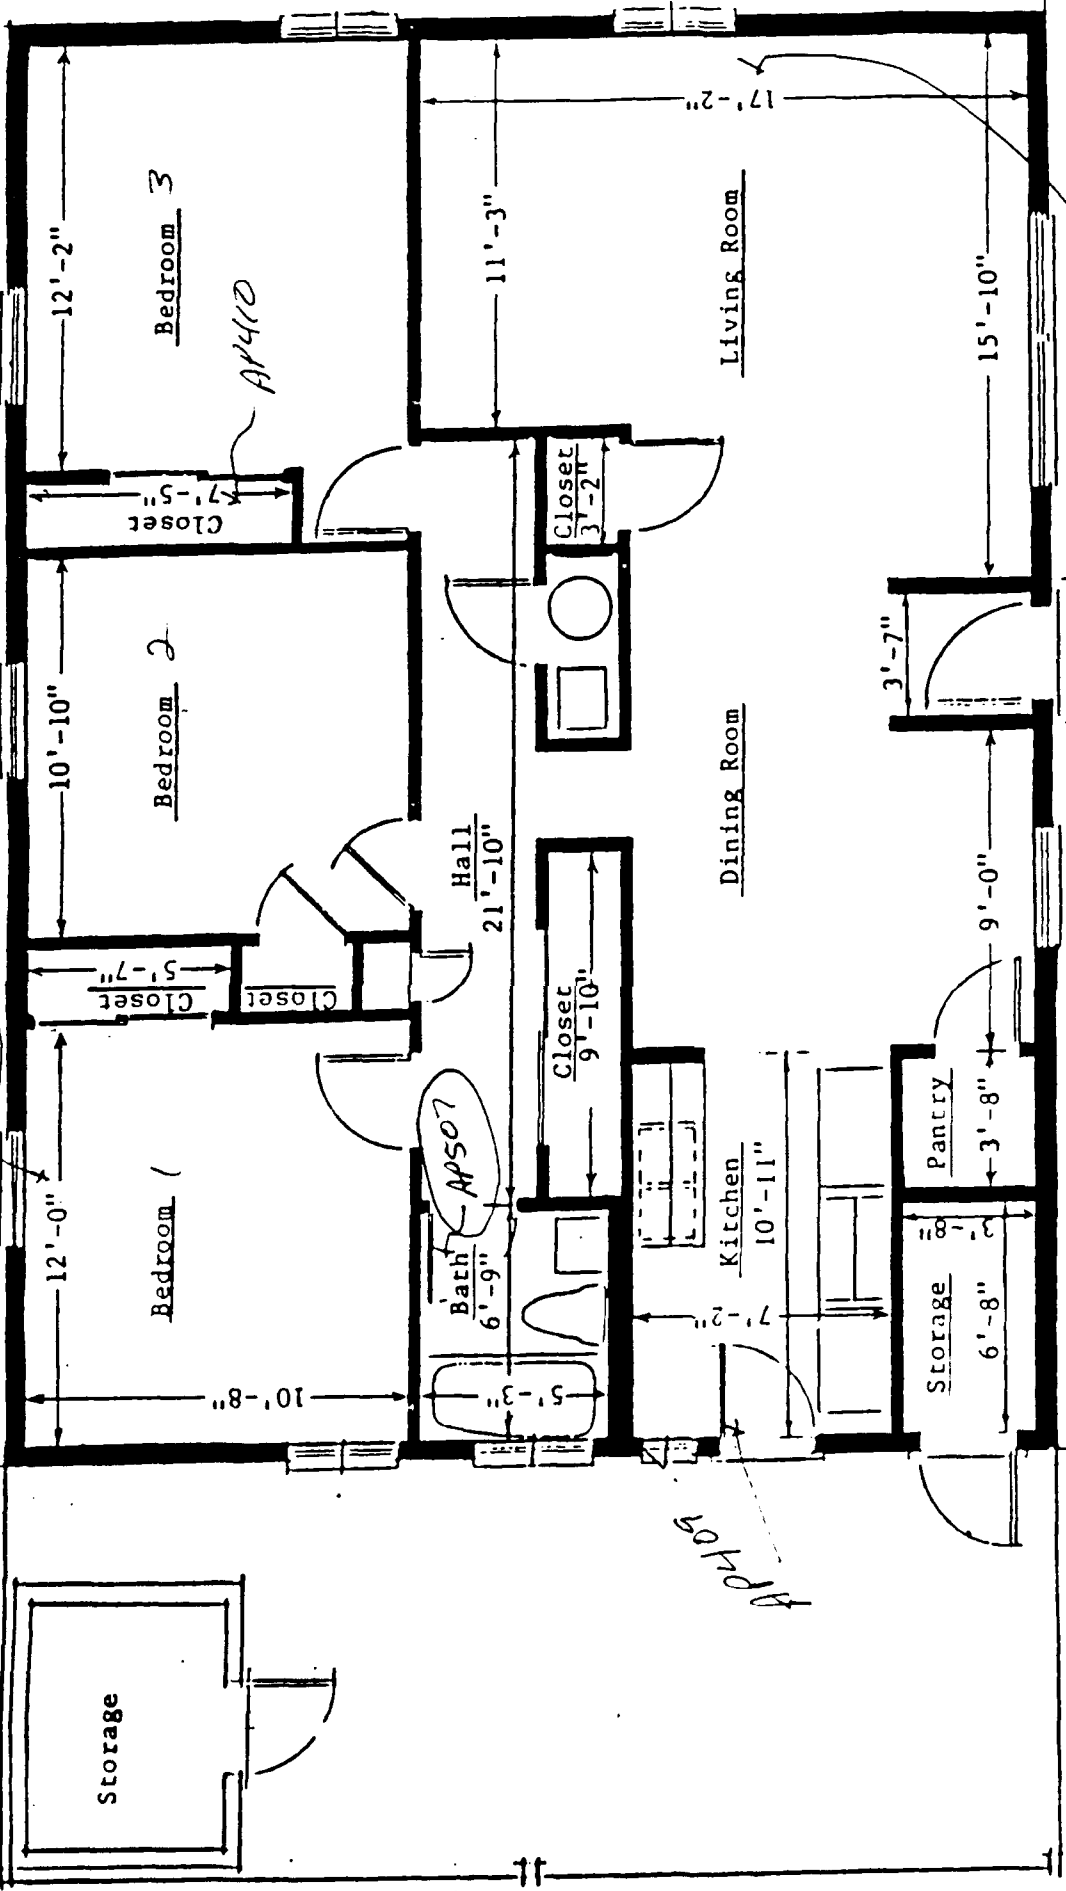 Bedroom 1
12'-0"
10'-8"
Closet
5'-7"
Closet
Bedroom 2
10'-10"
Closet
7'-5"
Bedroom 3
12'-2"
AP410
Bath
6'-9"
5'-3"
AP507
Hall
21'-10"
Closet
9'-10"
Closet
3'-2"
11'-3"
17'-2"
Living Room
15'-10"
Dining Room
9'-0"
3'-7"
Kitchen
10'-11"
7'-2"
Pantry
3'-8"
Storage
6'-8"
3'-8"
AP409
Storage